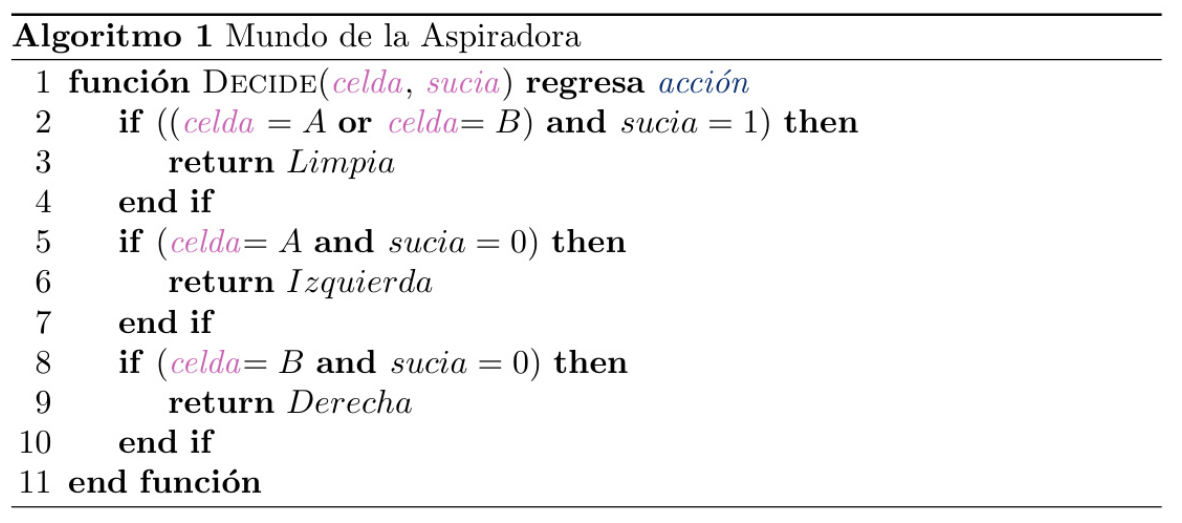 Algoritmo 1 Mundo de la Aspiradora
1 función DECIDE(celda, sucia) regresa acción
2 if ((celda = A or celda= B) and sucia = 1) then
3 return Limpia
4 end if
5 if (celda= A and sucia = 0) then
6 return Izquierda
7 end if
8 if (celda= B and sucia = 0) then
9 return Derecha
10 end if
11 end función